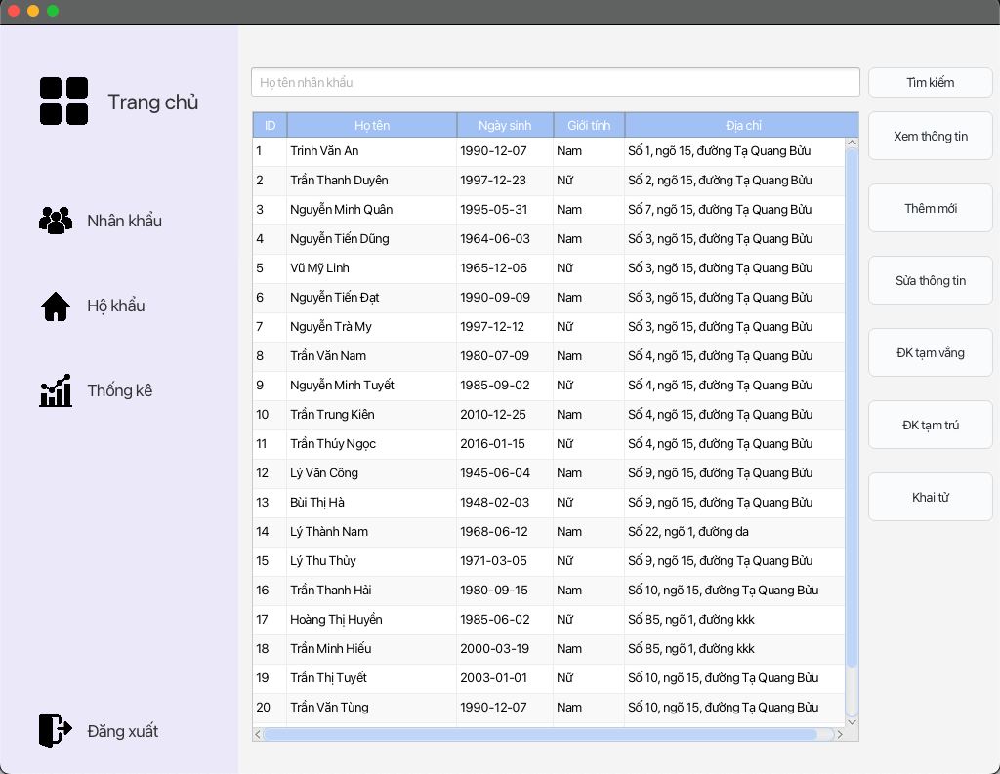 Trang chủ
Nhân khẩu
Hộ khẩu
Thống kê
Đăng xuất
Họ tên nhân khẩu
Tìm kiếm
ID Họ tên Ngày sinh Giới tính Địa chỉ
1 Trinh Văn An 1990-12-07 Nam Số 1, ngõ 15, đường Tạ Quang Bửu
2 Trần Thanh Duyên 1997-12-23 Nữ Số 2, ngõ 15, đường Tạ Quang Bửu
3 Nguyễn Minh Quân 1995-05-31 Nam Số 7, ngõ 15, đường Tạ Quang Bửu
4 Nguyễn Tiến Dũng 1964-06-03 Nam Số 3, ngõ 15, đường Tạ Quang Bửu
5 Vũ Mỹ Linh 1965-12-06 Nữ Số 3, ngõ 15, đường Tạ Quang Bửu
6 Nguyễn Tiến Đạt 1990-09-09 Nam Số 3, ngõ 15, đường Tạ Quang Bửu
7 Nguyễn Trà My 1997-12-12 Nữ Số 3, ngõ 15, đường Tạ Quang Bửu
8 Trần Văn Nam 1980-07-09 Nam Số 4, ngõ 15, đường Tạ Quang Bửu
9 Nguyễn Minh Tuyết 1985-09-02 Nữ Số 4, ngõ 15, đường Tạ Quang Bửu
10 Trần Trung Kiên 2010-12-25 Nam Số 4, ngõ 15, đường Tạ Quang Bửu
11 Trần Thúy Ngọc 2016-01-15 Nữ Số 4, ngõ 15, đường Tạ Quang Bửu
12 Lý Văn Công 1945-06-04 Nam Số 9, ngõ 15, đường Tạ Quang Bửu
13 Bùi Thị Hà 1948-02-03 Nữ Số 9, ngõ 15, đường Tạ Quang Bửu
14 Lý Thành Nam 1968-06-12 Nam Số 22, ngõ 1, đường da
15 Lý Thu Thủy 1971-03-05 Nữ Số 9, ngõ 15, đường Tạ Quang Bửu
16 Trần Thanh Hải 1980-09-15 Nam Số 10, ngõ 15, đường Tạ Quang Bửu
17 Hoàng Thị Huyền 1985-06-02 Nữ Số 85, ngõ 1, đường kkk
18 Trần Minh Hiếu 2000-03-19 Nam Số 85, ngõ 1, đường kkk
19 Trần Thị Tuyết 2003-01-01 Nữ Số 10, ngõ 15, đường Tạ Quang Bửu
20 Trần Văn Tùng 1990-12-07 Nam Số 10, ngõ 15, đường Tạ Quang Bửu
Xem thông tin
Thêm mới
Sửa thông tin
ĐK tạm vắng
ĐK tạm trú
Khai tử